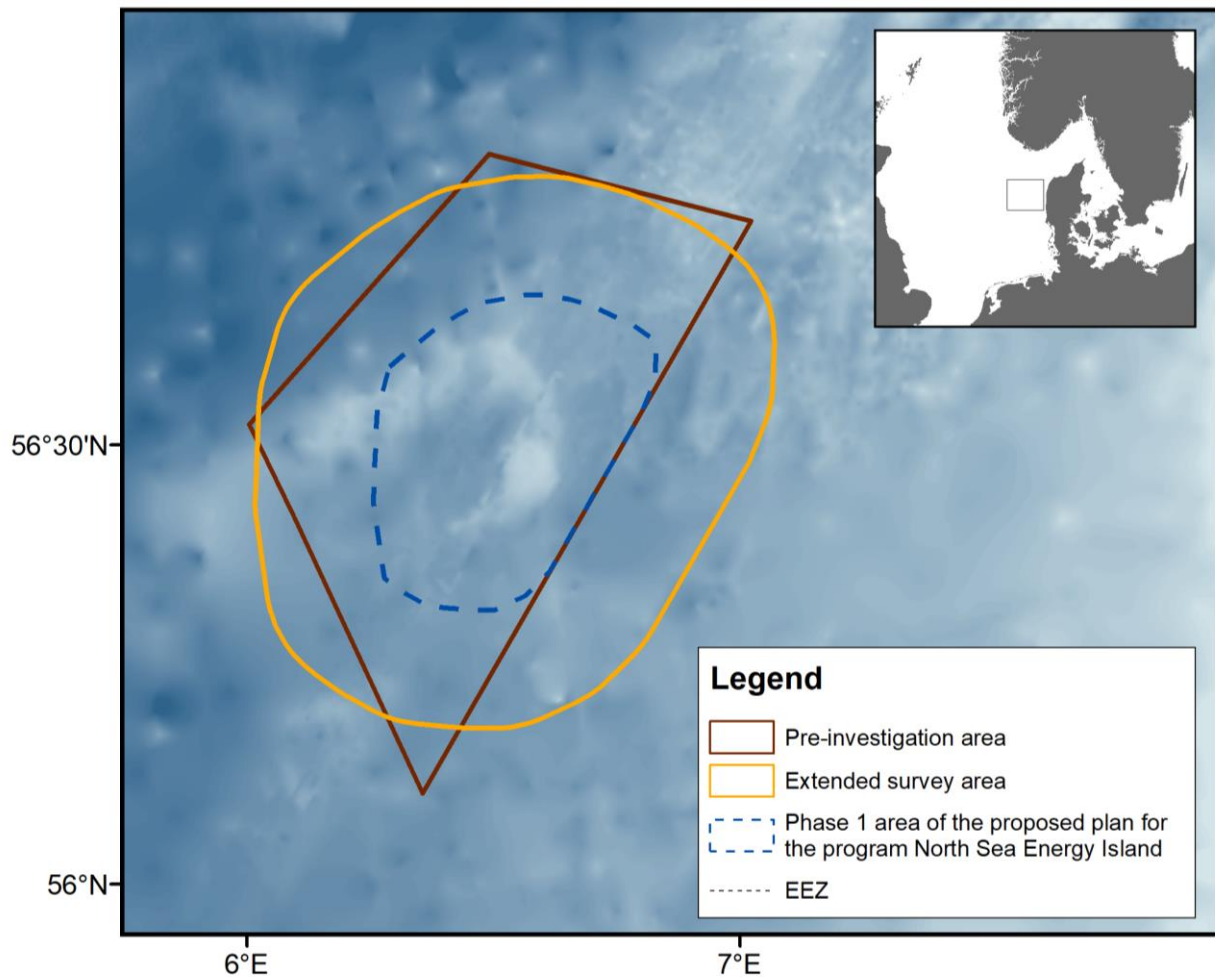 56°30'N
56°N
6°E
7°E
Legend
Pre-investigation area
Extended survey area
Phase 1 area of the proposed plan for
the program North Sea Energy Island
EEZ